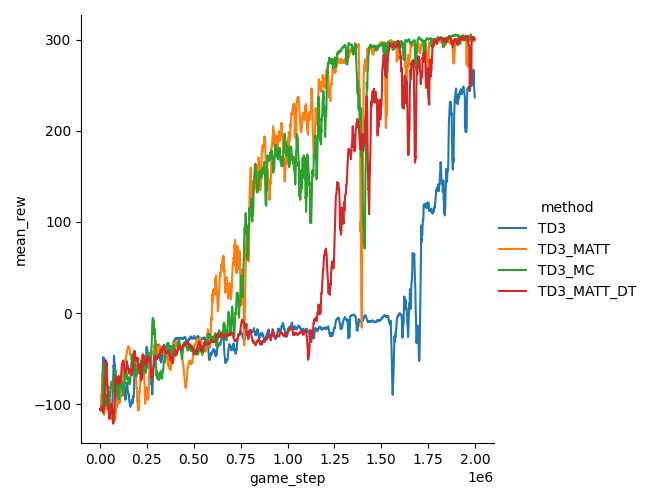 300
200
100
0
−100
mean_rew
0.00 0.25 0.50 0.75 1.00 1.25 1.50 1.75 2.00
1e6
game_step
method
TD3
TD3_MATT
TD3_MC
TD3_MATT_DT